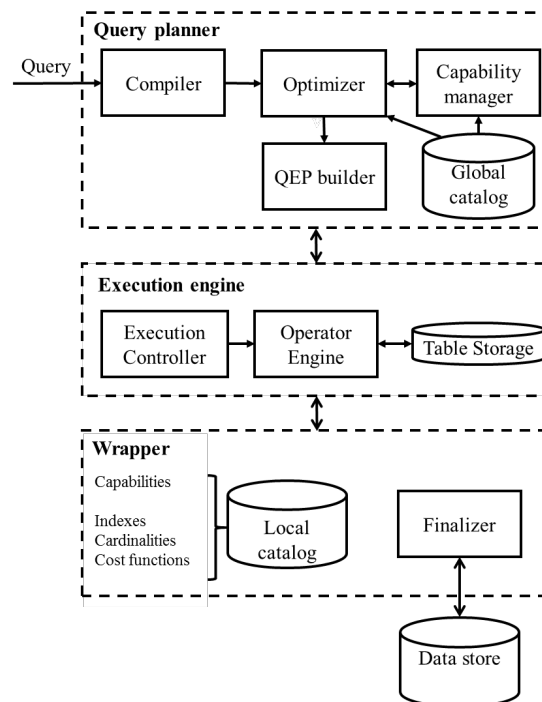 Query planner
Query
Compiler
Optimizer
Capability
manager
QEP builder
Global
catalog
Execution engine
Execution
Controller
Operator
Engine
Table Storage
Wrapper
Capabilities
Indexes
Cardinalities
Cost functions
Local
catalog
Finalizer
Data store